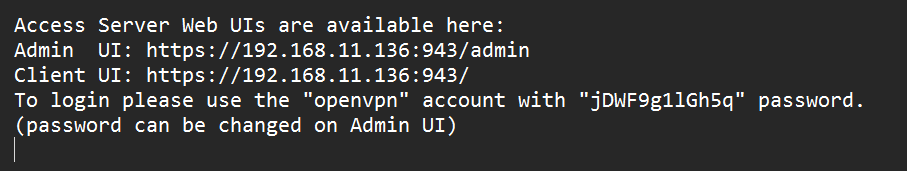 Access Server Web UIs are available here:
Admin  UI: https://192.168.11.136:943/admin
Client UI: https://192.168.11.136:943/
To login please use the "openvpn" account with "jDWF9g1lGh5q" password.
(password can be changed on Admin UI)